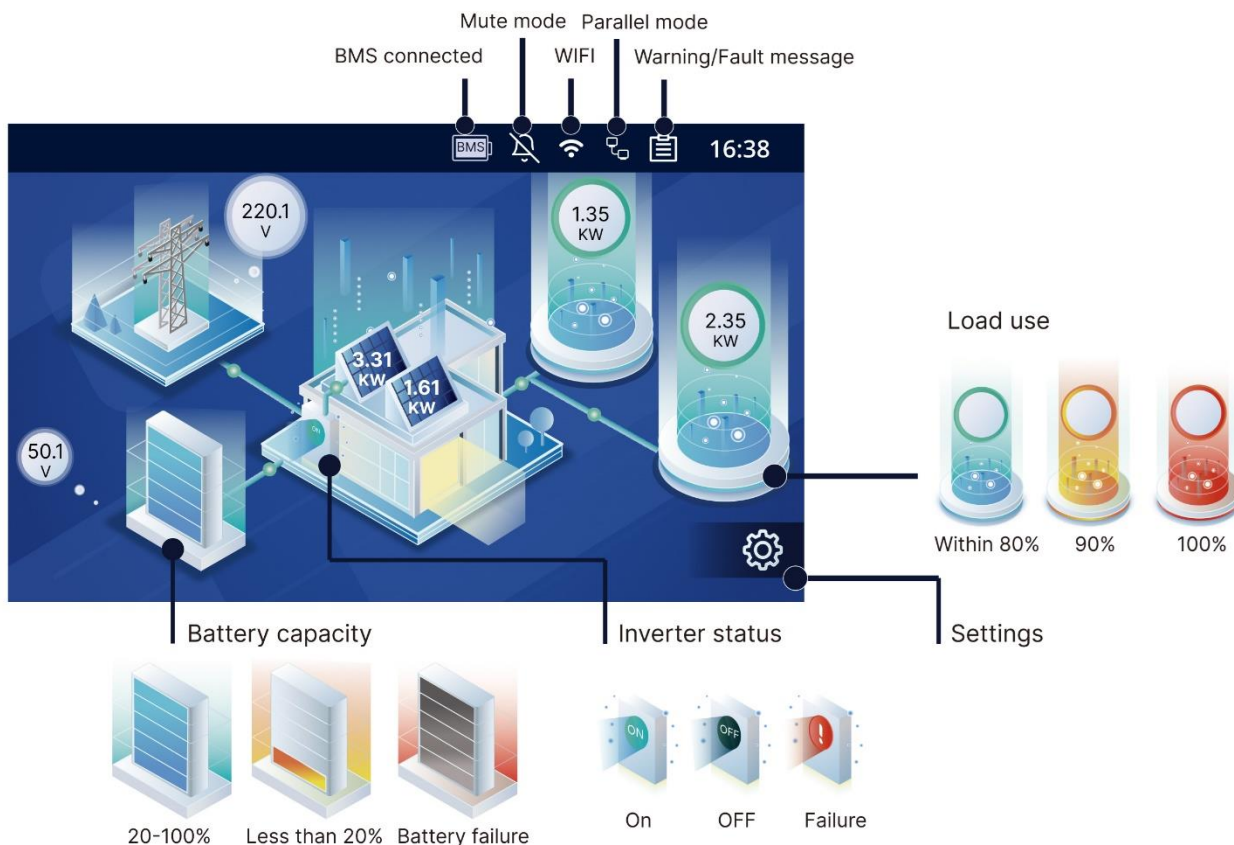 Mute mode
Parallel mode
BMS connected
WIFI
Warning/Fault message
BMS
16:38
220.1
V
1.35
KW
2.35
KW
3.31
KW
1.61
KW
ON
50.1
V
Load use
Within 80%
90%
100%
Battery capacity
Inverter status
Settings
ON
OFF
!
20-100%
Less than 20%
Battery failure
On
OFF
Failure